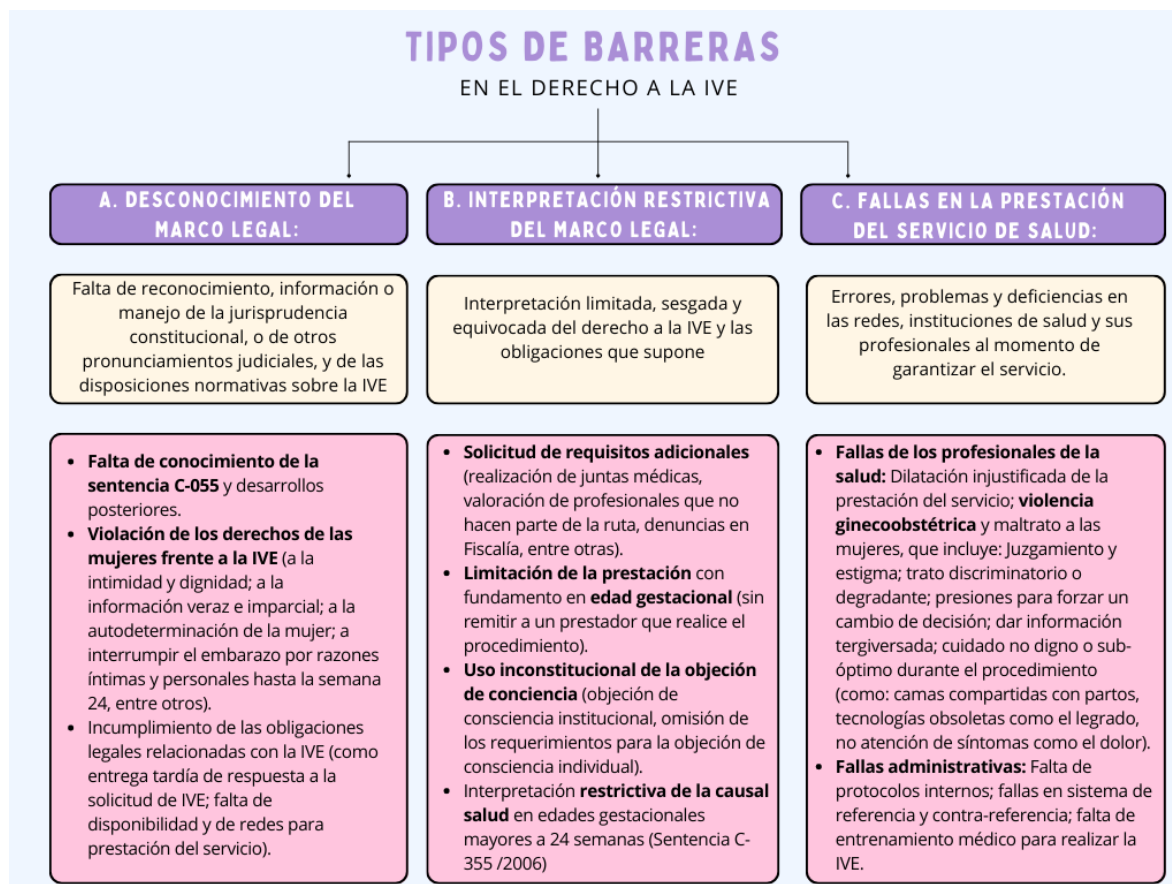 TIPOS DE BARRERAS
EN EL DERECHO A LA IVE
A. DESCONOCIMIENTO DEL
MARCO LEGAL:
Falta de reconocimiento, información o
manejo de la jurisprudencia
constitucional, o de otros
pronunciamientos judiciales, y de las
disposiciones normativas sobre la IVE
• Falta de conocimiento de la
sentencia C-055 y desarrollos
posteriores.
• Violación de los derechos de las
mujeres frente a la IVE (a la
intimidad y dignidad; a la
información veraz e imparcial; a la
autodeterminación de la mujer; a
interrumpir el embarazo por razones
íntimas y personales hasta la semana
24, entre otros).
• Incumplimiento de las obligaciones
legales relacionadas con la IVE (como
entrega tardía de respuesta a la
solicitud de IVE; falta de
disponibilidad y de redes para
prestación del servicio).
B. INTERPRETACIÓN RESTRICTIVA
DEL MARCO LEGAL:
Interpretación limitada, sesgada y
equivocada del derecho a la IVE y las
obligaciones que supone
• Solicitud de requisitos adicionales
(realización de juntas médicas,
valoración de profesionales que no
hacen parte de la ruta, denuncias en
Fiscalía, entre otras).
• Limitación de la prestación con
fundamento en edad gestacional (sin
remitir a un prestador que realice el
procedimiento).
• Uso inconstitucional de la objeción
de conciencia (objeción de
consciencia institucional, omisión de
los requerimientos para la objeción de
consciencia individual).
• Interpretación restrictiva de la causal
salud en edades gestacionales
mayores a 24 semanas (Sentencia C-
355 /2006)
C. FALLAS EN LA PRESTACIÓN
DEL SERVICIO DE SALUD:
Errores, problemas y deficiencias en
las redes, instituciones de salud y sus
profesionales al momento de
garantizar el servicio.
• Fallas de los profesionales de la
salud: Dilatación injustificada de la
prestación del servicio; violencia
ginecoobstétrica y maltrato a las
mujeres, que incluye: Juzgamiento y
estigma; trato discriminatorio o
degradante; presiones para forzar un
cambio de decisión; dar información
tergiversada; cuidado no digno o sub-
óptimo durante el procedimiento
(como: camas compartidas con partos,
tecnologías obsoletas como el legrado,
no atención de síntomas como el dolor).
• Fallas administrativas: Falta de
protocolos internos; fallas en sistema de
referencia y contra-referencia; falta de
entrenamiento médico para realizar la
IVE.